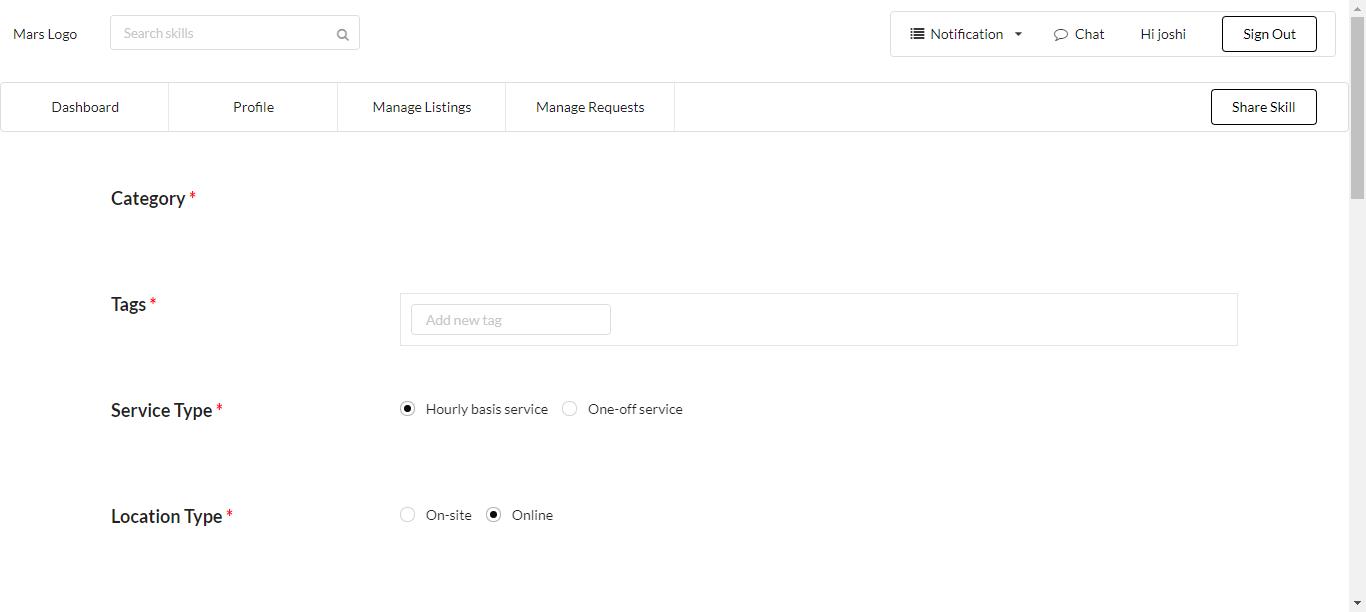 Mars Logo
Search skills
Notification
Chat
Hi joshi
Sign Out
Dashboard
Profile
Manage Listings
Manage Requests
Share Skill
Category *
Tags *
Add new tag
Service Type *
Hourly basis service
One-off service
Location Type *
On-site
Online